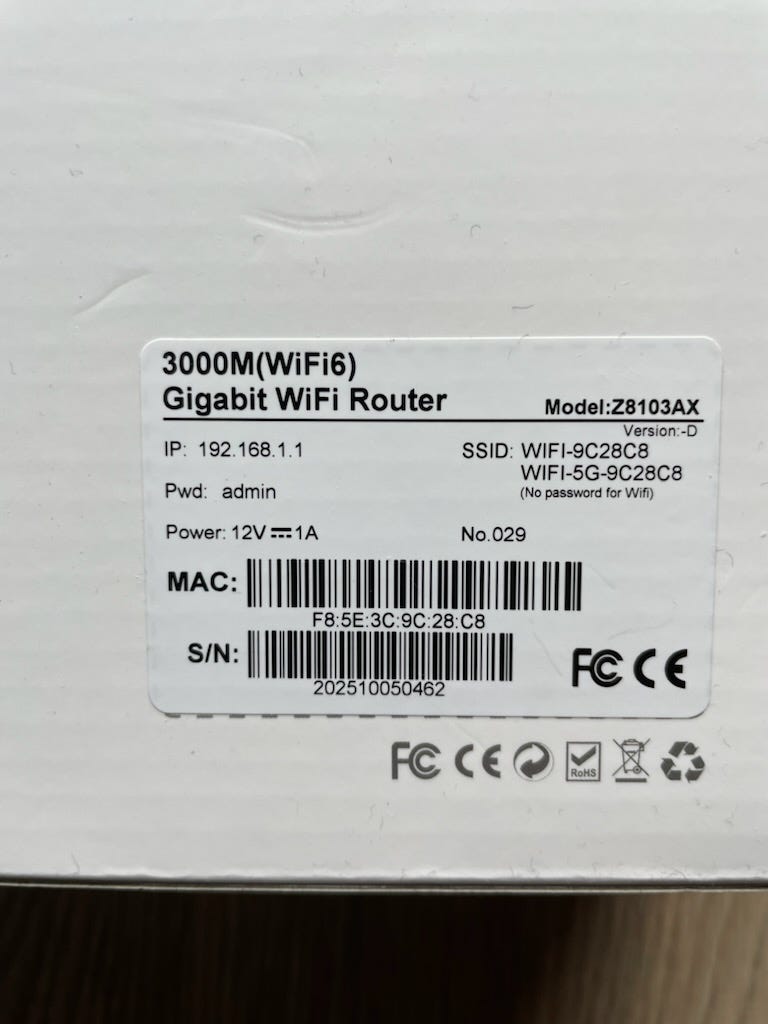 3000M(WiFi6)
Gigabit WiFi Router
Model:Z8103AX
Version:-D
IP: 192.168.1.1
SSID: WIFI-9C28C8
WIFI-5G-9C28C8
(No password for Wifi)
Pwd: admin
Power: 12V⎓1A
No.029
MAC:
F8:5E:3C:9C:28:C8
S/N:
202510050462
FC CE
FC CE RoHS